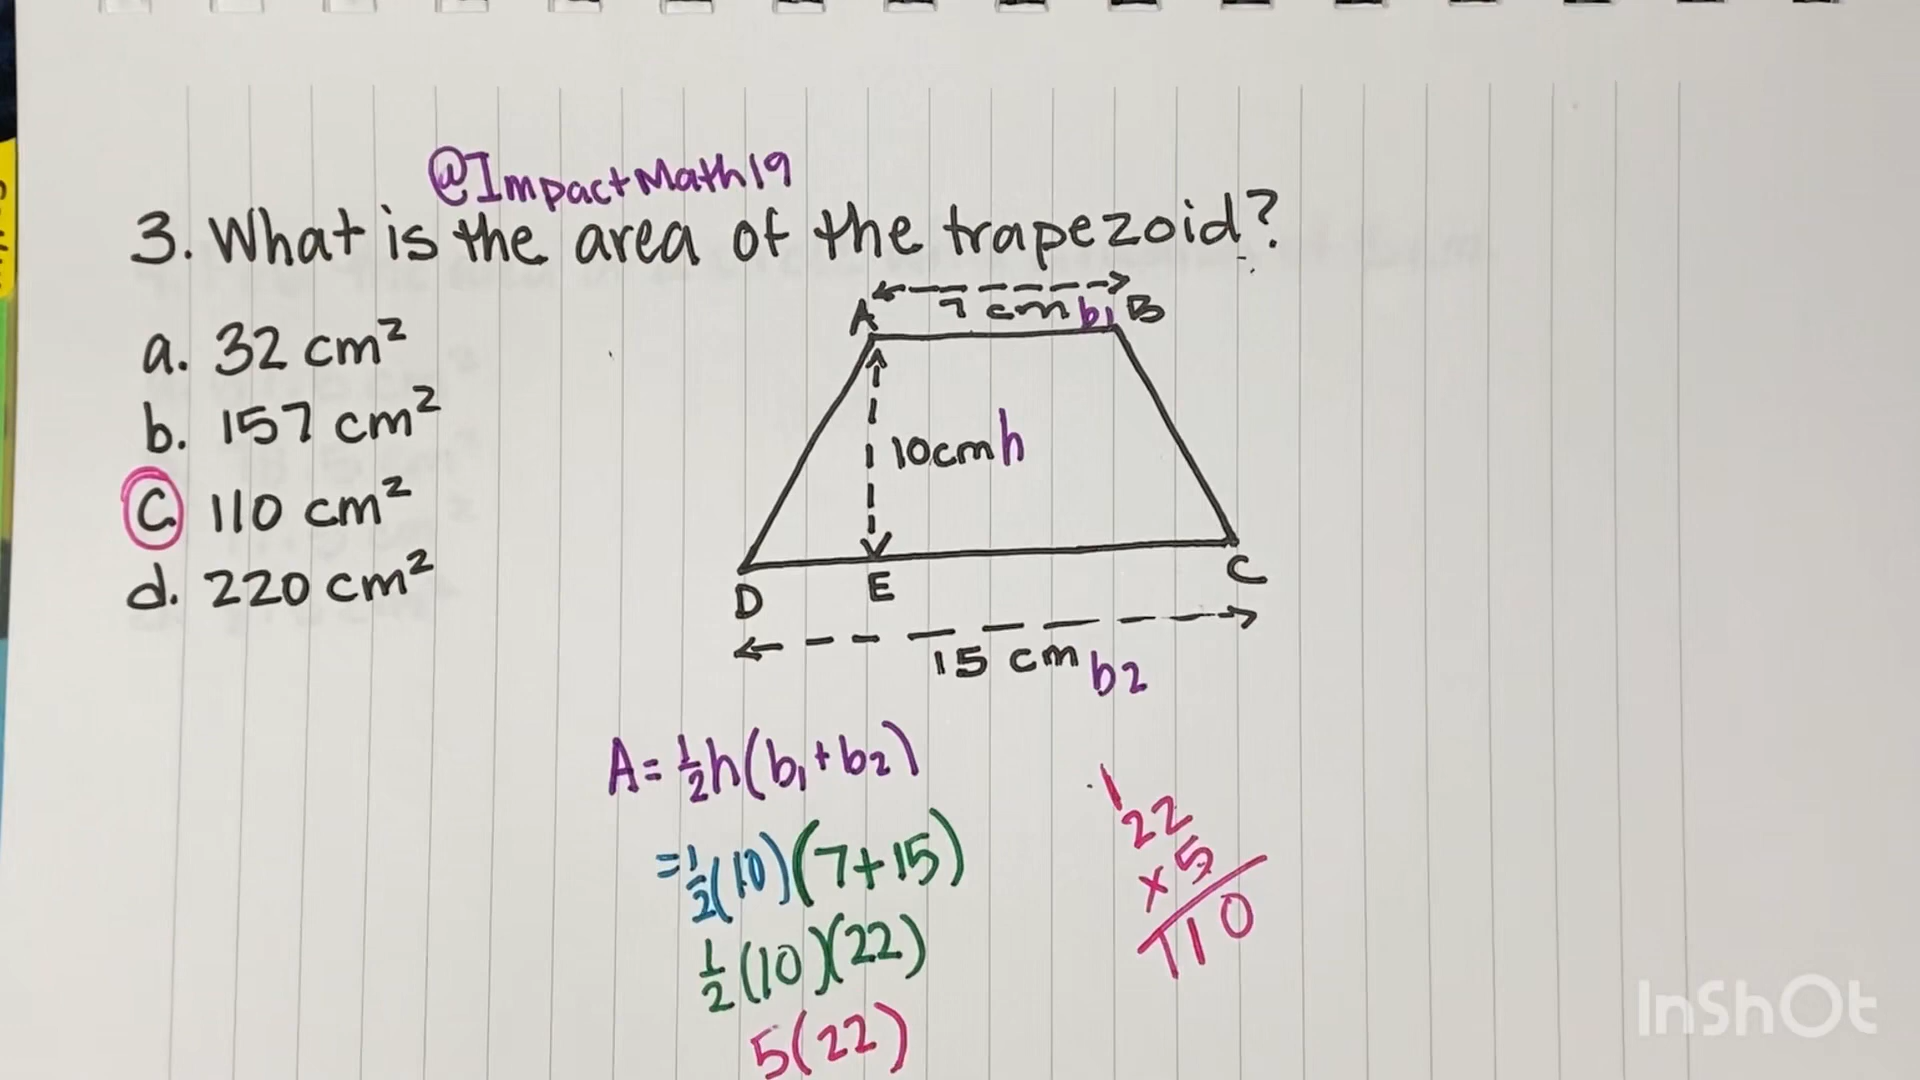 @ImpactMath19
3. What is the area of the trapezoid?
a. 32 cm²
b. 157 cm²
c. 110 cm²
d. 220 cm²
7 cm b₁
A
B
10cm h
D
E
C
15 cm b2
A = ½h(b₁ + b₂)
= ½(10)(7+15)
½(10)(22)
5(22)
1
22
x 5
110
InShOt